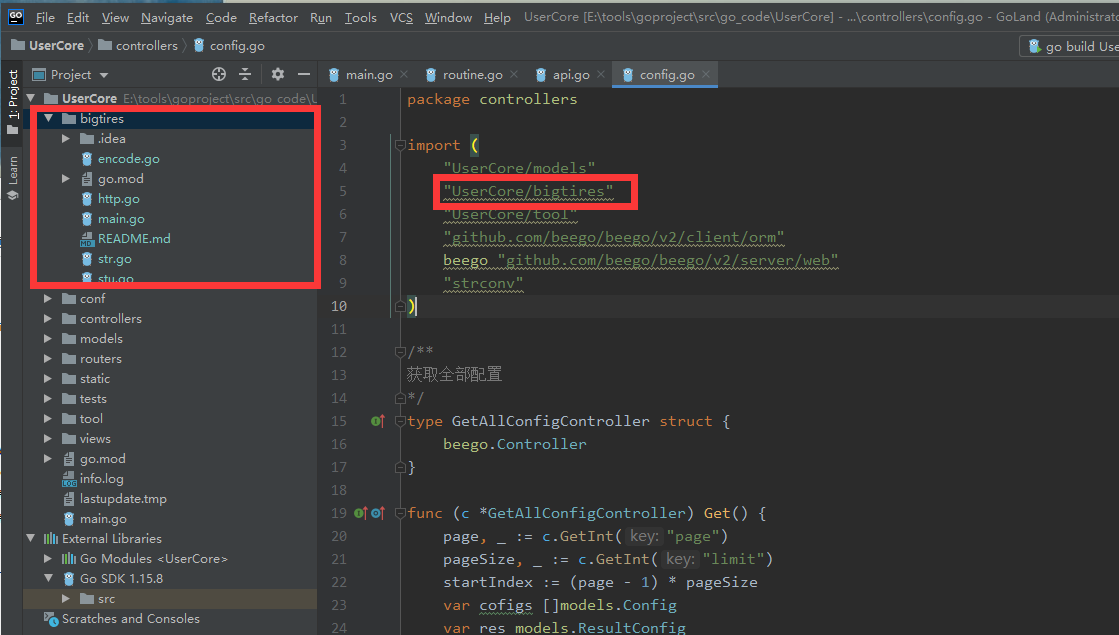 GO File Edit View Navigate Code Refactor Run Tools VCS Window Help UserCore [E:\tools\goproject\src\go_code\UserCore] - ...\controllers\config.go - GoLand (Administrato
UserCore controllers config.go go build Use
1: Project
Learn
Project
UserCore E:\tools\goproject\src\go_code\U
bigtires
.idea
encode.go
go.mod
http.go
main.go
README.md
str.go
stu.go
conf
controllers
models
routers
static
tests
tool
views
go.mod
info.log
lastupdate.tmp
main.go
External Libraries
Go Modules <UserCore>
Go SDK 1.15.8
src
Scratches and Consoles
main.go routine.go api.go config.go
1 package controllers
2
3 import (
4 "UserCore/models"
5 "UserCore/bigtires"
6 "UserCore/tool"
7 "github.com/beego/beego/v2/client/orm"
8 beego "github.com/beego/beego/v2/server/web"
9 "strconv"
10 )
11
12 /**
13 获取全部配置
14 */
15 type GetAllConfigController struct {
16 beego.Controller
17 }
18
19 func (c *GetAllConfigController) Get() {
20 page, _ := c.GetInt( key: "page")
21 pageSize, _ := c.GetInt( key: "limit")
22 startIndex := (page - 1) * pageSize
23 var cofigs []models.Config
24 var res models.ResultConfig